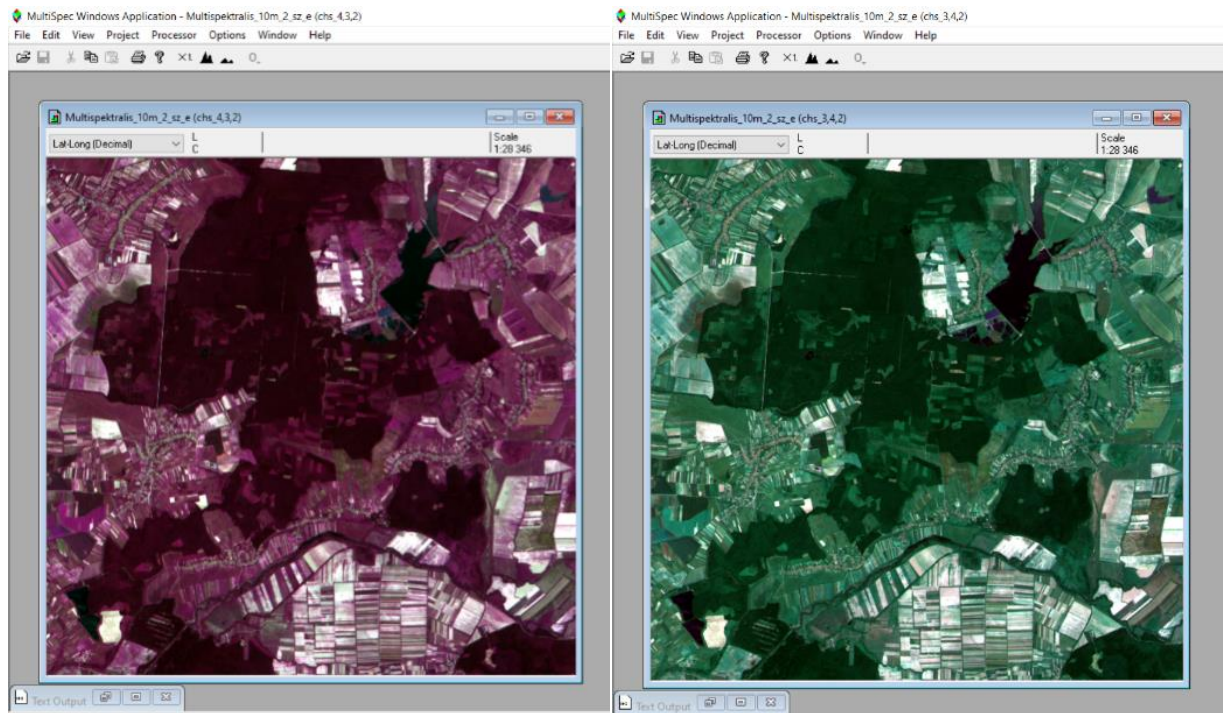 MultiSpec Windows Application - Multispektralis_10m_2_sz_e (chs_4,3,2)
File Edit View Project Processor Options Window Help
×1
Multispektralis_10m_2_sz_e (chs_4,3,2)
Lat-Long (Decimal)
L
C
Scale
1:28 346
Text Output
MultiSpec Windows Application - Multispektralis_10m_2_sz_e (chs_3,4,2)
File Edit View Project Processor Options Window Help
×1
Multispektralis_10m_2_sz_e (chs_3,4,2)
Lat-Long (Decimal)
L
C
Scale
1:28 346
Text Output